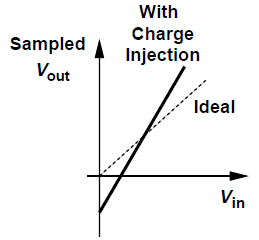 With
Charge
Injection
Sampled
Vout
Ideal
Vin